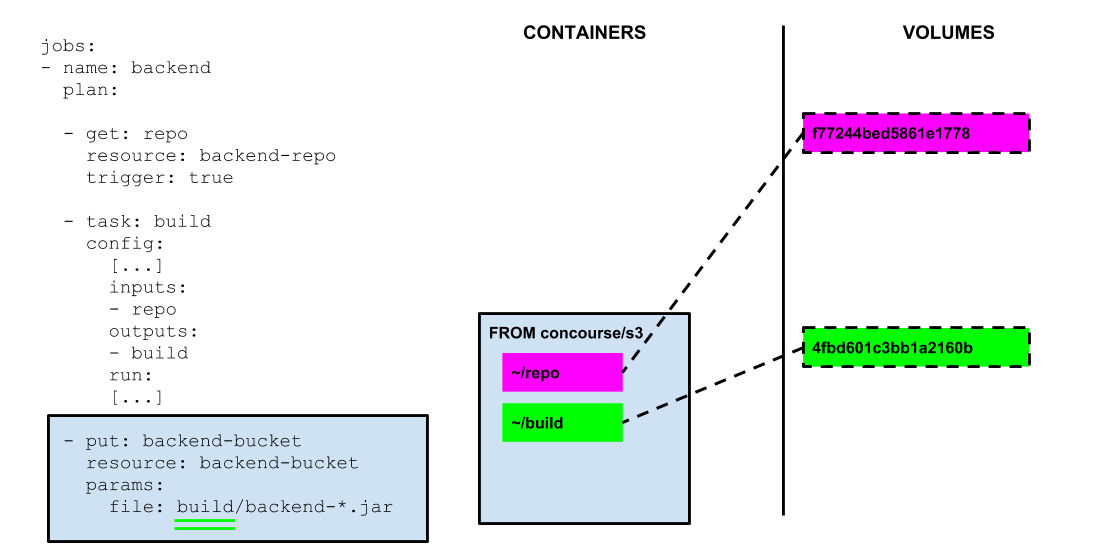 jobs:
- name: backend
plan:
- get: repo
resource: backend-repo
trigger: true
- task: build
config:
[...]
inputs:
- repo
outputs:
- build
run:
[...]
- put: backend-bucket
resource: backend-bucket
params:
file: build/backend-*.jar
CONTAINERS
FROM concourse/s3
~/repo
~/build
VOLUMES
f77244bed5861e1778
4fbd601c3bb1a2160b